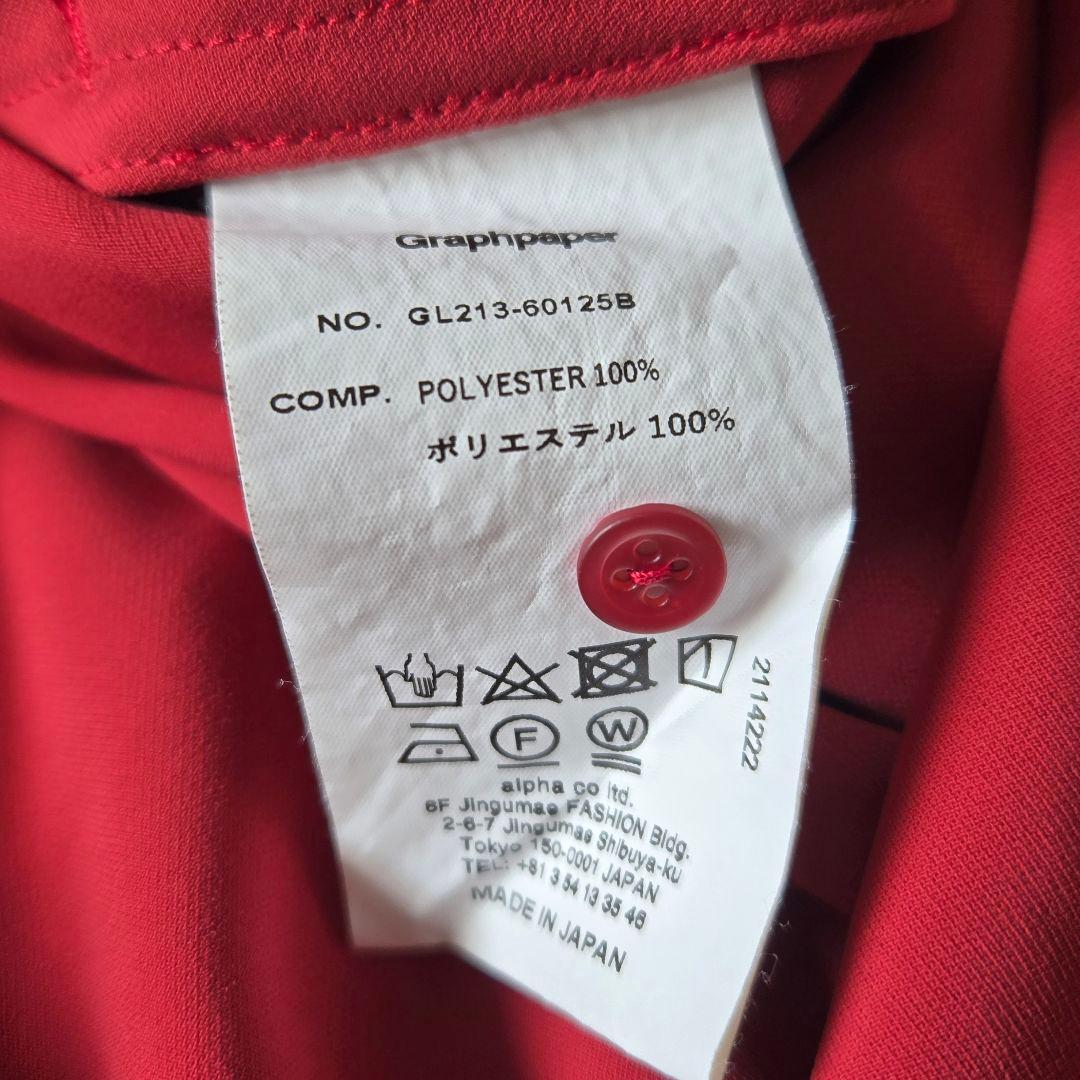 Graphpaper
NO. GL213-60125B
COMP. POLYESTER 100%
ポリエステル 100%
2114222
F W
alpha co ltd.
6F Jingumae FASHION Bldg.
2-6-7 Jingumae Shibuya-ku
Tokyo 150-0001 JAPAN
TEL: +81 3 54 13 35 46
MADE IN JAPAN